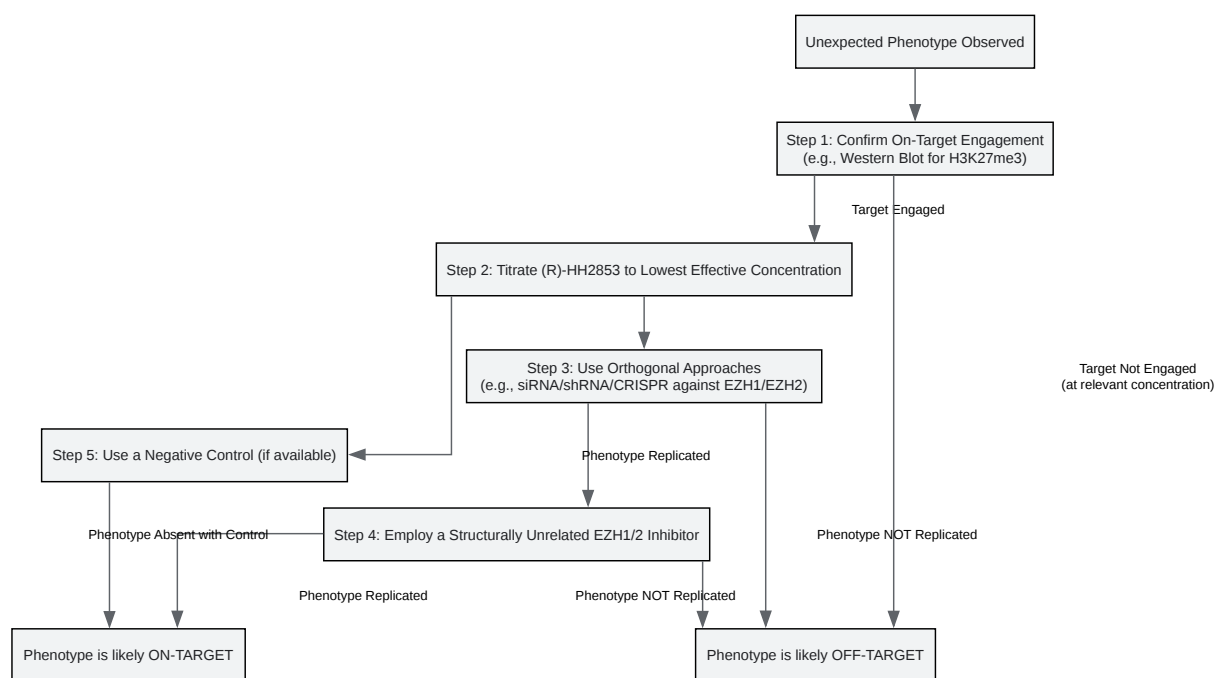 Unexpected Phenotype Observed
Step 1: Confirm On-Target Engagement
(e.g., Western Blot for H3K27me3)
Target Engaged
Step 2: Titrate (R)-HH2853 to Lowest Effective Concentration
Step 3: Use Orthogonal Approaches
(e.g., siRNA/shRNA/CRISPR against EZH1/EZH2)
Target Not Engaged
(at relevant concentration)
Step 5: Use a Negative Control (if available)
Phenotype Replicated
Phenotype Absent with Control
Step 4: Employ a Structurally Unrelated EZH1/2 Inhibitor
Phenotype NOT Replicated
Phenotype Replicated
Phenotype NOT Replicated
Phenotype is likely ON-TARGET
Phenotype is likely OFF-TARGET